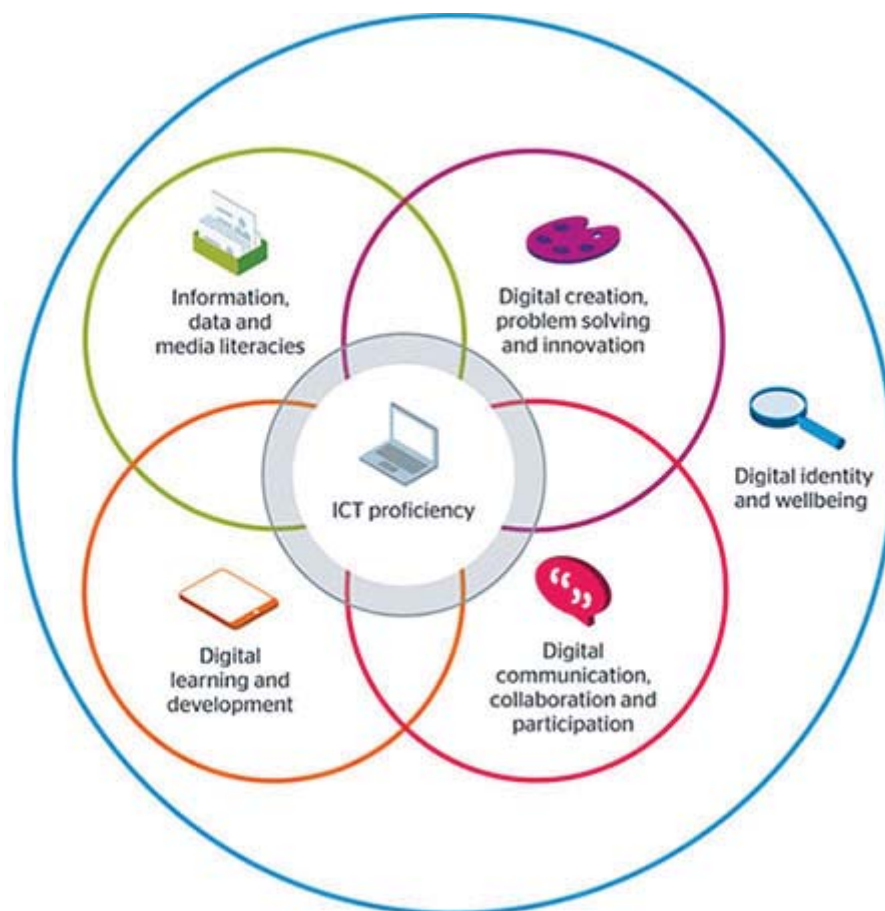 Information,
data and
media literacies
Digital creation,
problem solving
and innovation
Digital identity
and wellbeing
ICT proficiency
Digital
learning and
development
Digital
communication,
collaboration and
participation